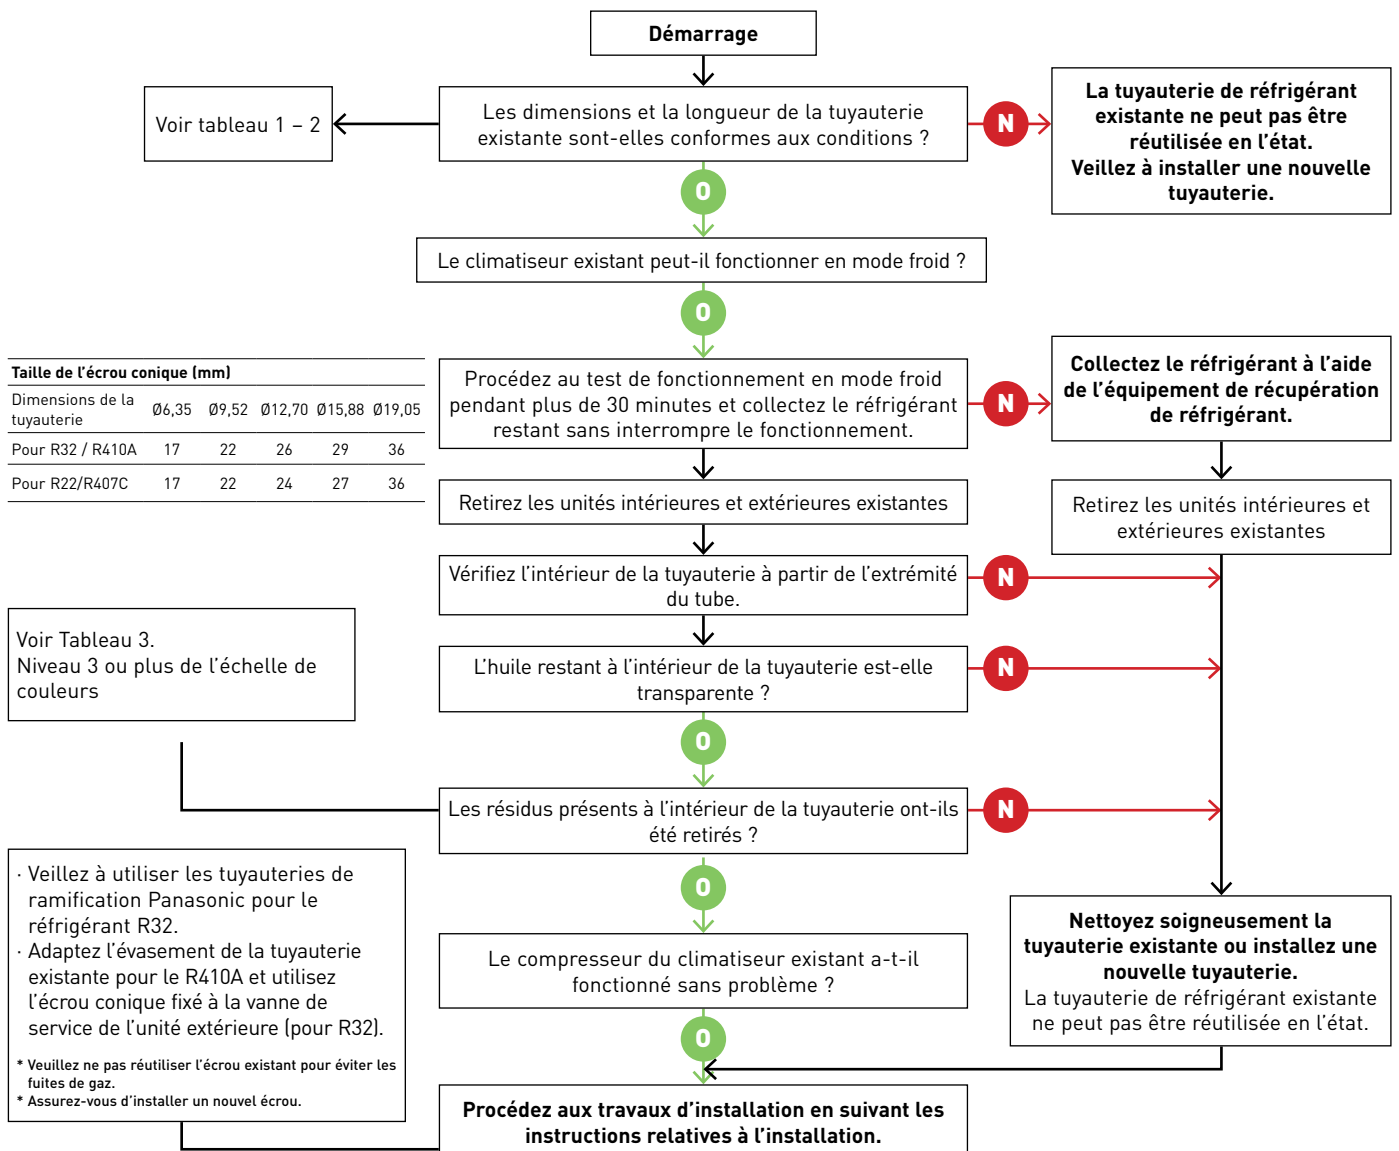 Démarrage
Voir tableau 1 – 2
Les dimensions et la longueur de la tuyauterie
existante sont-elles conformes aux conditions ?
N
La tuyauterie de réfrigérant
existante ne peut pas être
réutilisée en l’état.
Veillez à installer une nouvelle
tuyauterie.
O
Le climatiseur existant peut-il fonctionner en mode froid ?
O
Taille de l’écrou conique (mm)
Dimensions de la
tuyauterie
Ø6,35 Ø9,52 Ø12,70 Ø15,88 Ø19,05
Pour R32 / R410A 17 22 26 29 36
Pour R22/R407C 17 22 24 27 36
Procédez au test de fonctionnement en mode froid
pendant plus de 30 minutes et collectez le réfrigérant
restant sans interrompre le fonctionnement.
N
Collectez le réfrigérant à l’aide
de l’équipement de récupération
de réfrigérant.
Retirez les unités intérieures et extérieures existantes
Retirez les unités intérieures et
extérieures existantes
Vérifiez l’intérieur de la tuyauterie à partir de l’extrémité
du tube.
N
Voir Tableau 3.
Niveau 3 ou plus de l’échelle de
couleurs
L’huile restant à l’intérieur de la tuyauterie est-elle
transparente ?
N
O
Les résidus présents à l’intérieur de la tuyauterie ont-ils
été retirés ?
N
O
· Veillez à utiliser les tuyauteries de
ramification Panasonic pour le
réfrigérant R32.
· Adaptez l’évasement de la tuyauterie
existante pour le R410A et utilisez
l’écrou conique fixé à la vanne de
service de l’unité extérieure (pour R32).
* Veuillez ne pas réutiliser l’écrou existant pour éviter les
fuites de gaz.
* Assurez-vous d’installer un nouvel écrou.
Le compresseur du climatiseur existant a-t-il
fonctionné sans problème ?
Nettoyez soigneusement la
tuyauterie existante ou installez une
nouvelle tuyauterie.
La tuyauterie de réfrigérant existante
ne peut pas être réutilisée en l’état.
O
Procédez aux travaux d’installation en suivant les
instructions relatives à l’installation.